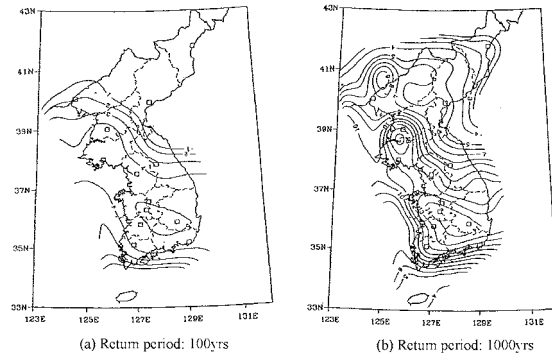 (a)
43N
41N
39N
37N
35N
33N
123E 125E 127E 129E 131E
(a) Return period: 100yrs
(b)
43N
41N
39N
37N
35N
33N
123E 125E 127E 129E 131E
(b) Return period: 1000yrs